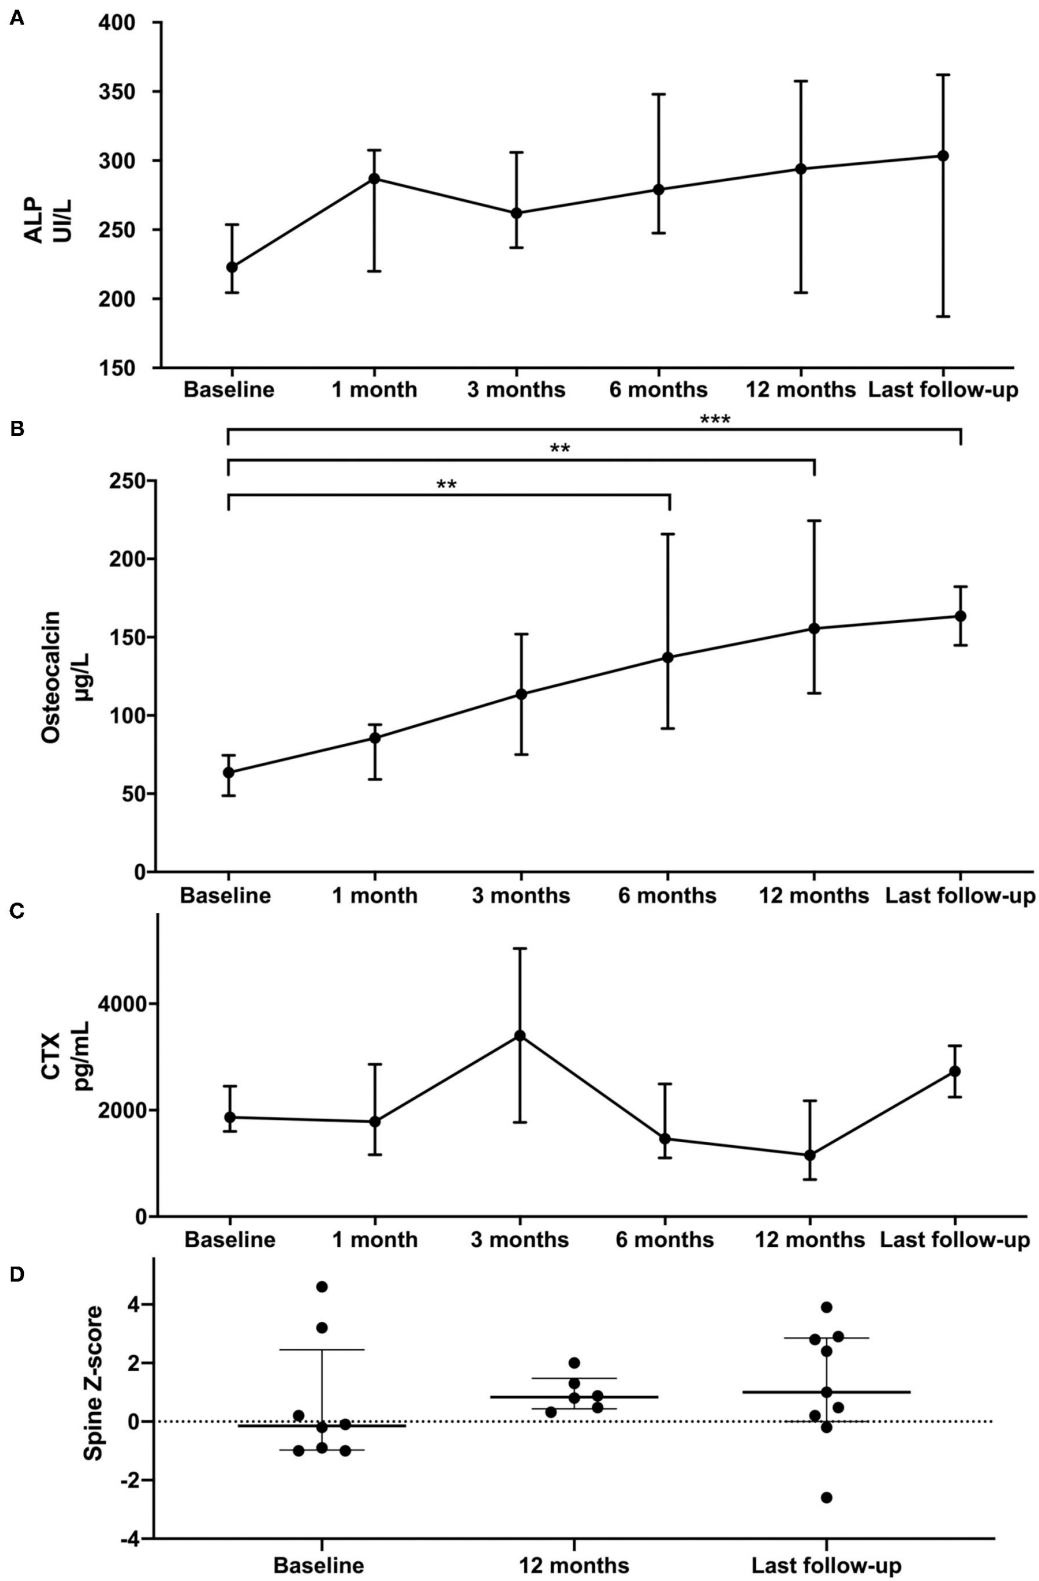 A
400
350
300
250
200
150
ALP
UI/L
Baseline 1 month 3 months 6 months 12 months Last follow-up
B
***
**
**
250
200
150
100
50
0
Osteocalcin
µg/L
Baseline 1 month 3 months 6 months 12 months Last follow-up
C
4000
2000
0
CTX
pg/mL
Baseline 1 month 3 months 6 months 12 months Last follow-up
D
4
2
0
-2
-4
Spine Z-score
Baseline 12 months Last follow-up